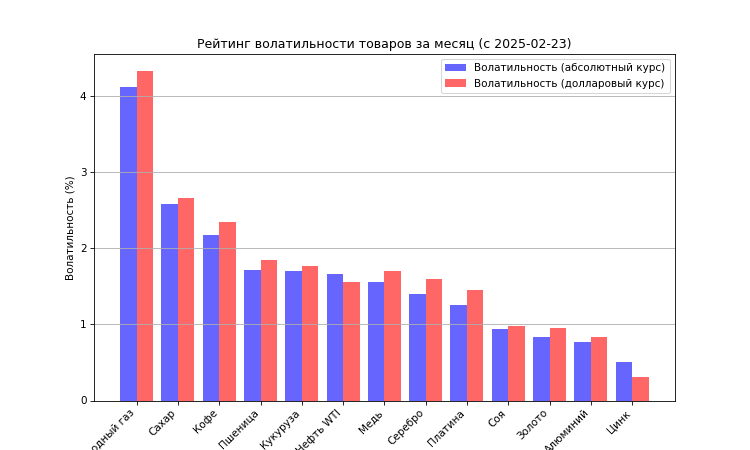 Рейтинг волатильности товаров за месяц (с 2025-02-23)
Волатильность (абсолютный курс)
Волатильность (долларовый курс)
Волатильность (%)
4
3
2
1
0
одный газ
Сахар
Кофе
Пшеница
Кукуруза
Нефть WTI
Медь
Серебро
Платина
Соя
Золото
Алюминий
Цинк